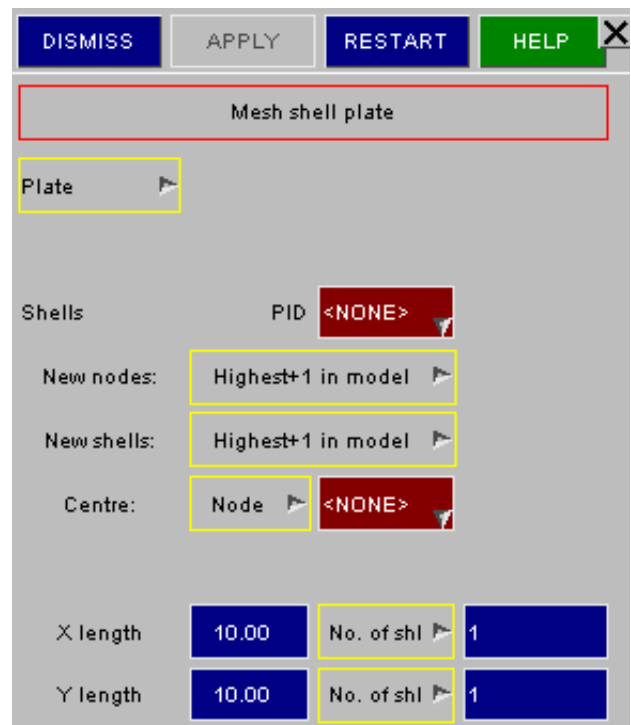 DISMISS APPLY RESTART HELP X
Mesh shell plate
Plate
Shells PID <NONE>
New nodes: Highest+1 in model
New shells: Highest+1 in model
Centre: Node <NONE>
X length 10.00 No. of shl 1
Y length 10.00 No. of shl 1